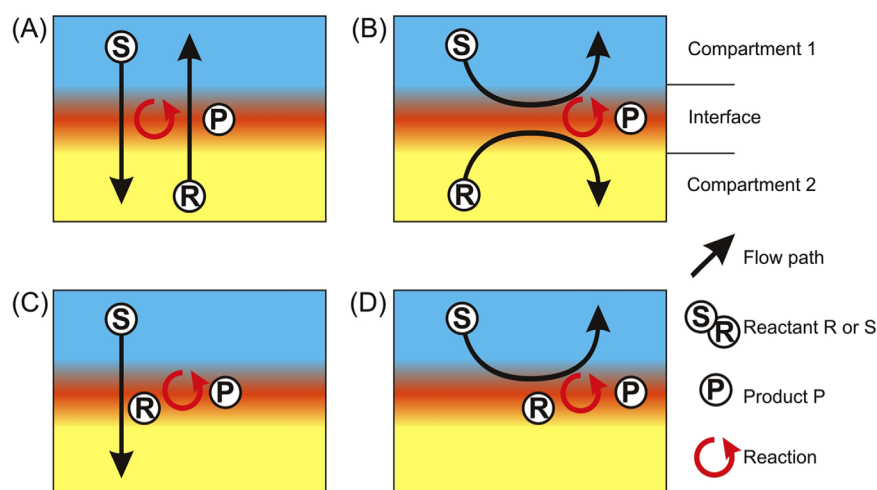 (A)
S
P
R
(B)
S
P
R
Compartment 1
Interface
Compartment 2
Flow path
S
R
Reactant R or S
P
Product P
Reaction
(C)
S
R
P
(D)
S
R
P